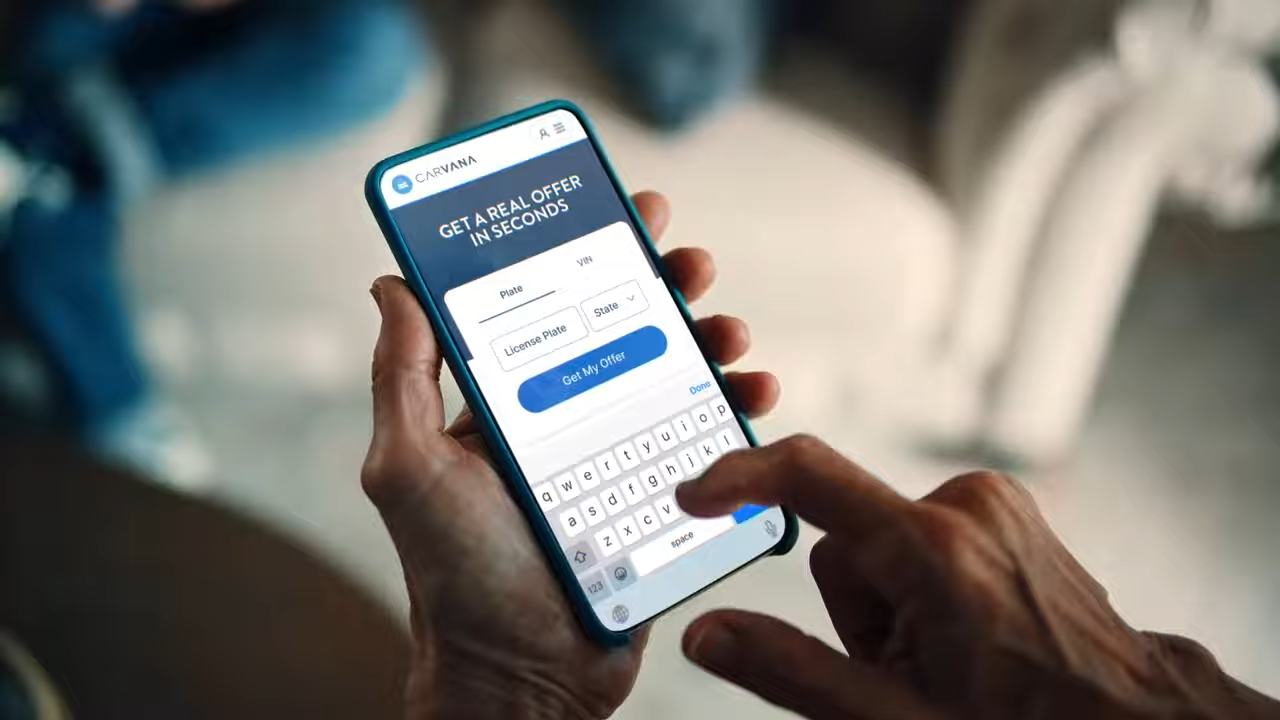 CARVANA
GET A REAL OFFER
IN SECONDS
Plate
VIN
License Plate
State
Get My Offer
Done
q w e r t y u i o p
a s d f g h j k l
z x c v
123
space